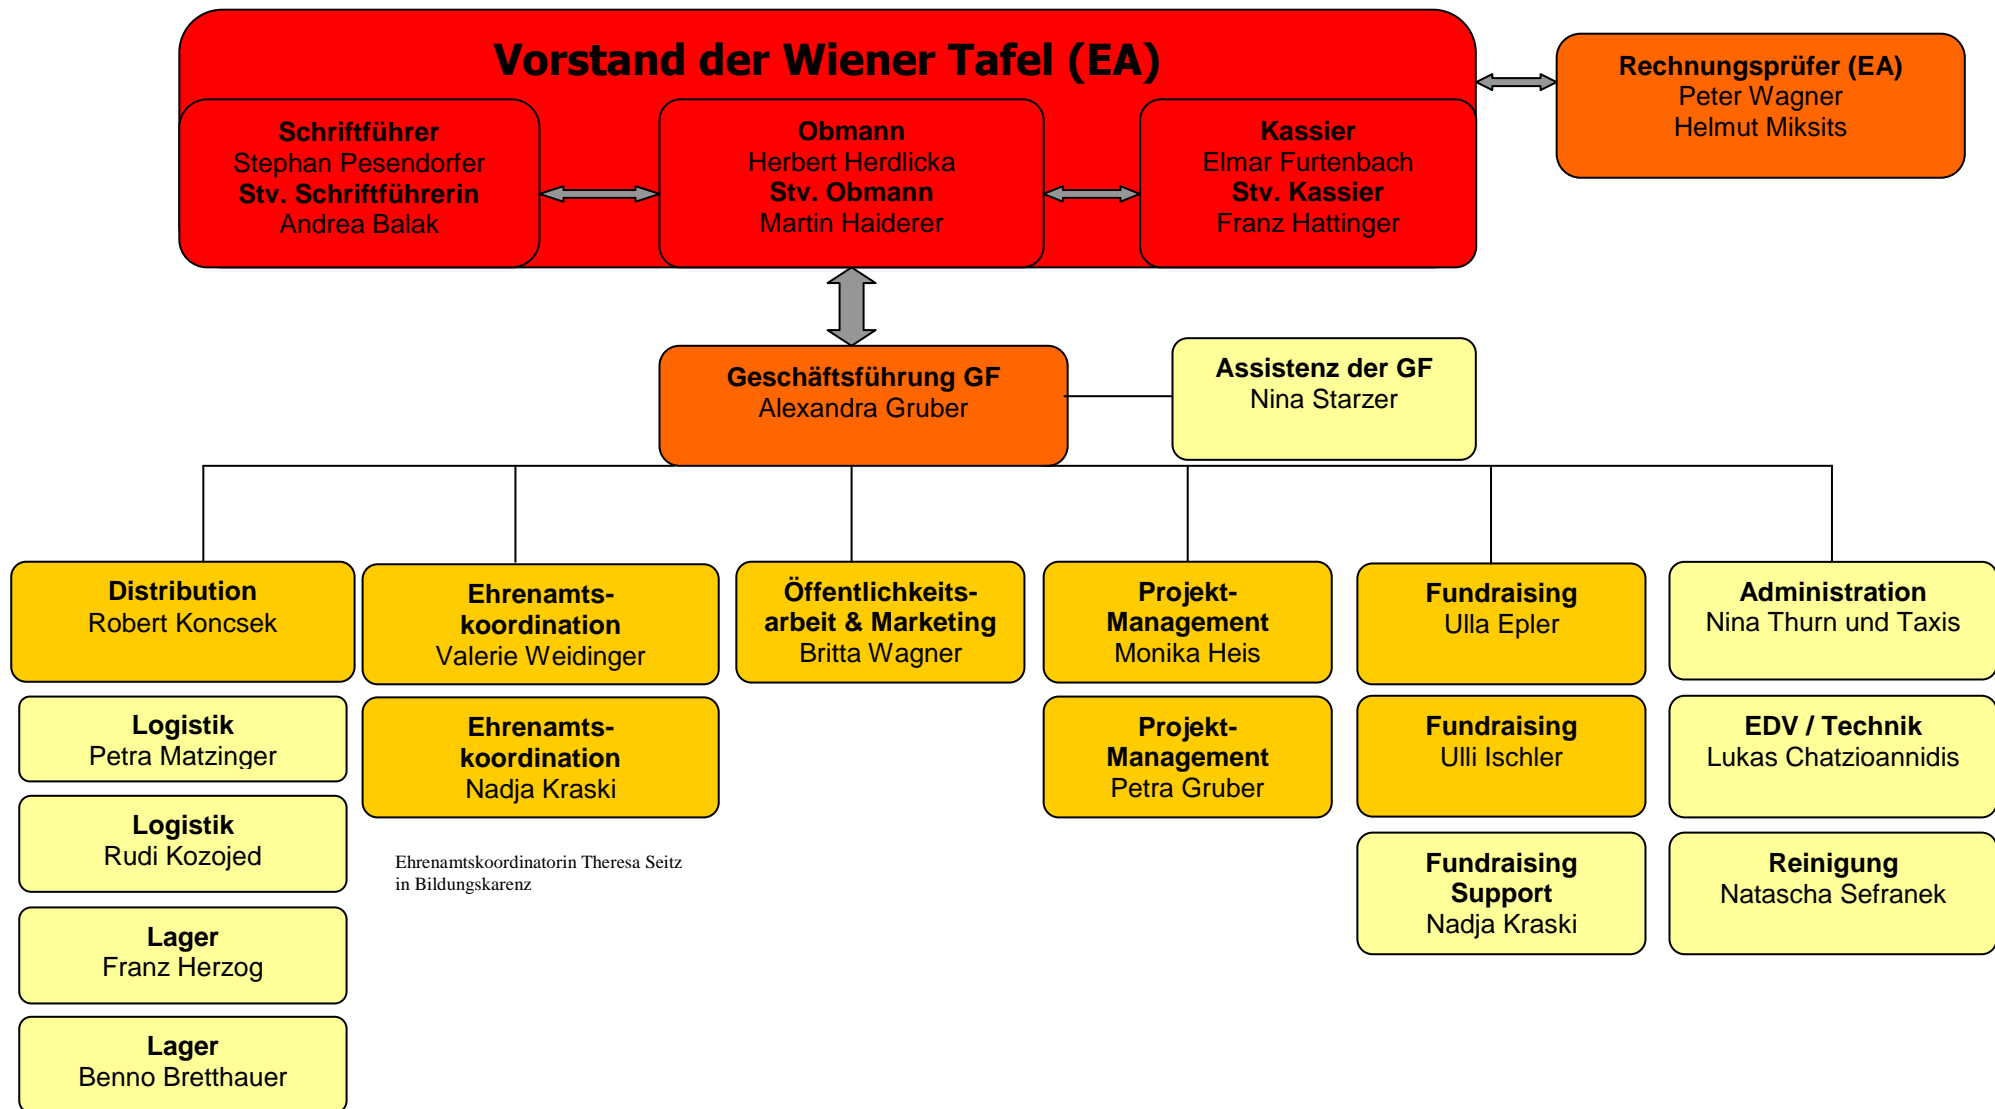 Vorstand der Wiener Tafel (EA)
Schriftführer
Stephan Pesendorfer
Stv. Schriftführerin
Andrea Balak
Obmann
Herbert Herdlicka
Stv. Obmann
Martin Haiderer
Kassier
Elmar Furtenbach
Stv. Kassier
Franz Hattinger
Rechnungsprüfer (EA)
Peter Wagner
Helmut Miksits
Geschäftsführung GF
Alexandra Gruber
Assistenz der GF
Nina Starzer
Distribution
Robert Koncsek
Logistik
Petra Matzinger
Logistik
Rudi Kozojed
Lager
Franz Herzog
Lager
Benno Bretthauer
Ehrenamts-
koordination
Valerie Weidinger
Ehrenamts-
koordination
Nadja Kraski
Ehrenamtskoordinatorin Theresa Seitz
in Bildungskarenz
Öffentlichkeits-
arbeit & Marketing
Britta Wagner
Projekt-
Management
Monika Heis
Projekt-
Management
Petra Gruber
Fundraising
Ulla Epler
Fundraising
Ulli Ischler
Fundraising
Support
Nadja Kraski
Administration
Nina Thurn und Taxis
EDV / Technik
Lukas Chatzioannidis
Reinigung
Natascha Sefranek